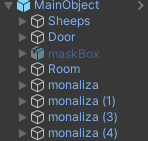 MainObject
Sheeps
Door
maskBox
Room
monaliza
monaliza (1)
monaliza (3)
monaliza (4)